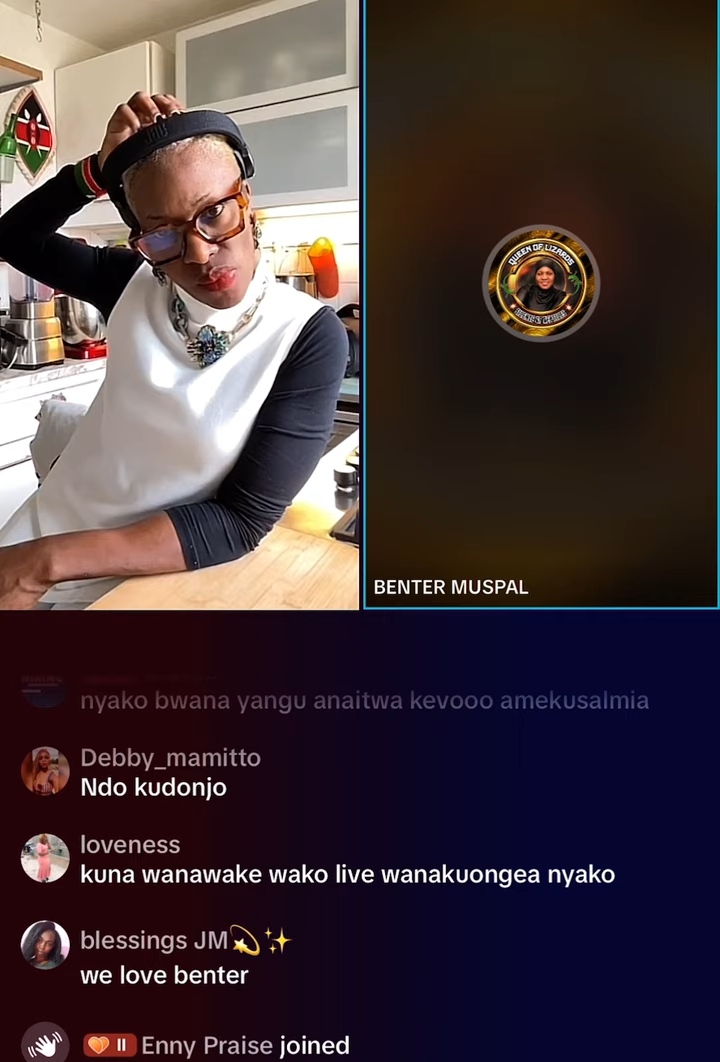 QUEEN OF LIZARDS
BENTER MUSPAL
nyako bwana yangu anaitwa kevooo amekusalmia
Debby_mamitto
Ndo kudonjo
loveness
kuna wanawake wako live wanakuongea nyako
blessings JM💫✨
we love benter
II Enny Praise joined